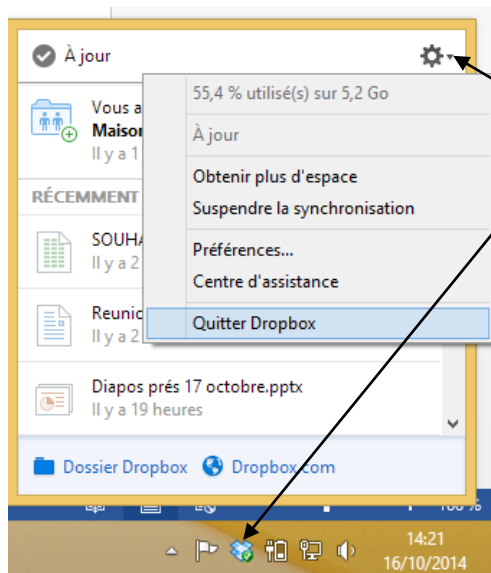 À jour
55,4 % utilisé(s) sur 5,2 Go
À jour
Obtenir plus d'espace
Suspendre la synchronisation
Préférences...
Centre d'assistance
Quitter Dropbox
Vous a
Maison
Il y a 1
RÉCEMMENT
SOUHA
Il y a 2
Reunio
Il y a 2
Diapos prés 17 octobre.pptx
Il y a 19 heures
Dossier Dropbox
Dropbox.com
100 %
14:21
16/10/2014